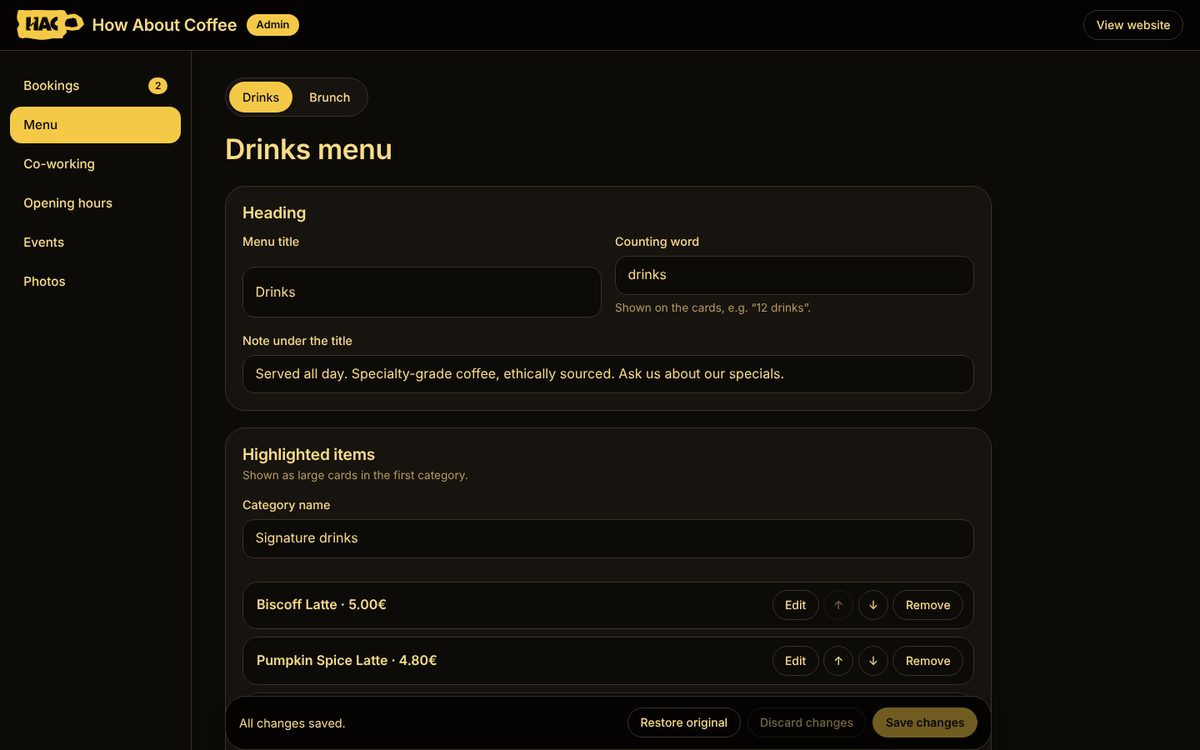 HAC
How About Coffee
Admin
View website
Bookings
2
Menu
Co-working
Opening hours
Events
Photos
Drinks
Brunch
Drinks menu
Heading
Menu title
Drinks
Counting word
drinks
Shown on the cards, e.g. “12 drinks”.
Note under the title
Served all day. Specialty-grade coffee, ethically sourced. Ask us about our specials.
Highlighted items
Shown as large cards in the first category.
Category name
Signature drinks
Biscoff Latte · 5.00€
Edit ↑ ↓ Remove
Pumpkin Spice Latte · 4.80€
Edit ↑ ↓ Remove
All changes saved.
Restore original
Discard changes
Save changes